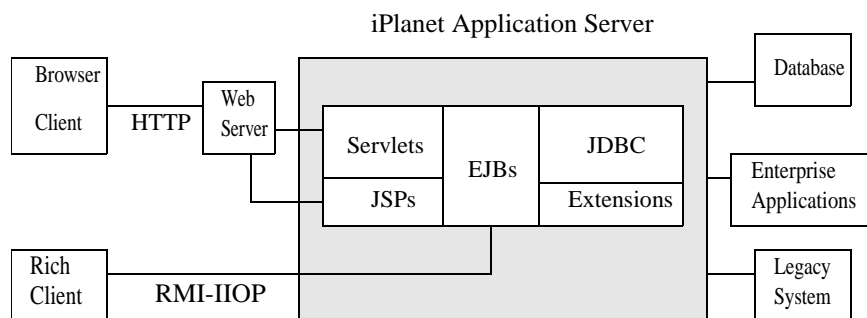 iPlanet Application Server
Browser
Client
HTTP
Web
Server
Servlets
JSPs
EJBs
JDBC
Extensions
Database
Enterprise
Applications
Rich
Client
RMI-IIOP
Legacy
System